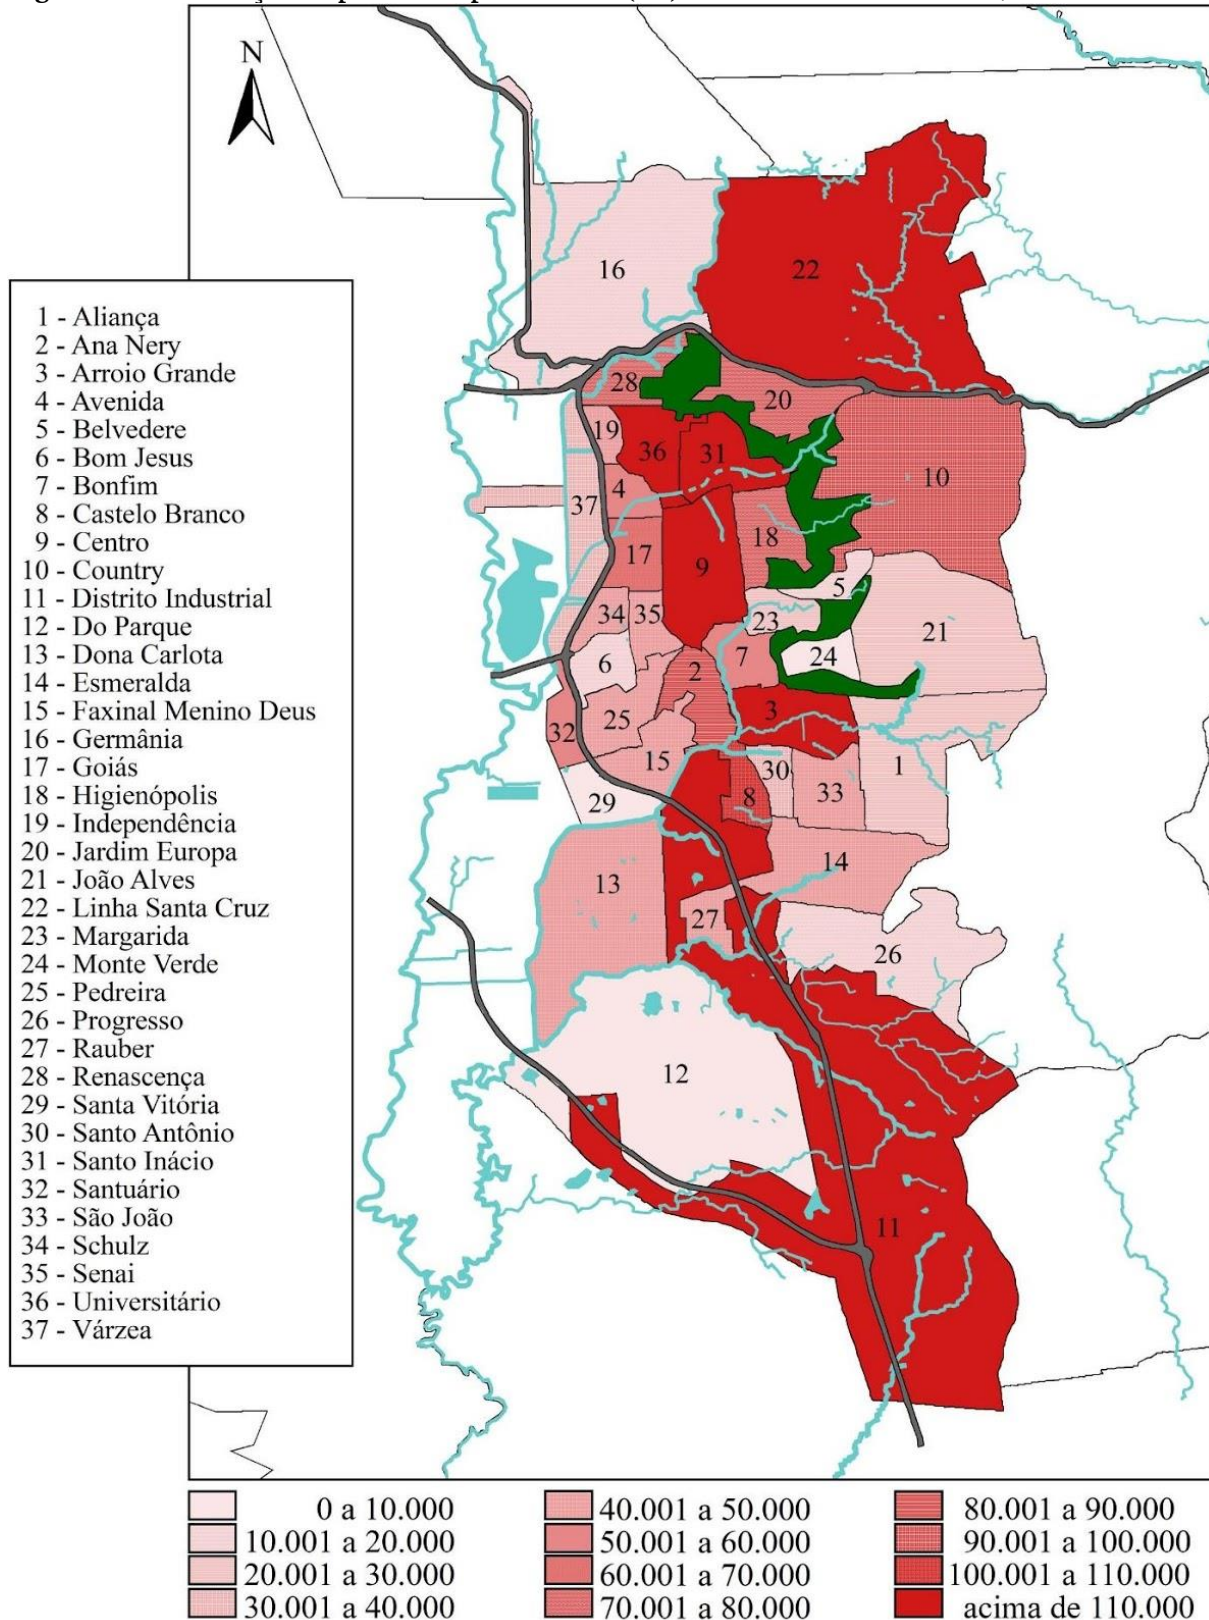 N
16
22
28
20
19
36
31
10
4
37
18
17
9
5
34
35
23
21
6
7
24
2
25
3
32
15
30
1
8
33
29
14
13
27
26
12
11
1 - Aliança
2 - Ana Nery
3 - Arroio Grande
4 - Avenida
5 - Belvedere
6 - Bom Jesus
7 - Bonfim
8 - Castelo Branco
9 - Centro
10 - Country
11 - Distrito Industrial
12 - Do Parque
13 - Dona Carlota
14 - Esmeralda
15 - Faxinal Menino Deus
16 - Germânia
17 - Goiás
18 - Higienópolis
19 - Independência
20 - Jardim Europa
21 - João Alves
22 - Linha Santa Cruz
23 - Margarida
24 - Monte Verde
25 - Pedreira
26 - Progresso
27 - Rauber
28 - Renascença
29 - Santa Vitória
30 - Santo Antônio
31 - Santo Inácio
32 - Santuário
33 - São João
34 - Schulz
35 - Senai
36 - Universitário
37 - Várzea
0 a 10.000
10.001 a 20.000
20.001 a 30.000
30.001 a 40.000
40.001 a 50.000
50.001 a 60.000
60.001 a 70.000
70.001 a 80.000
80.001 a 90.000
90.001 a 100.000
100.001 a 110.000
acima de 110.000